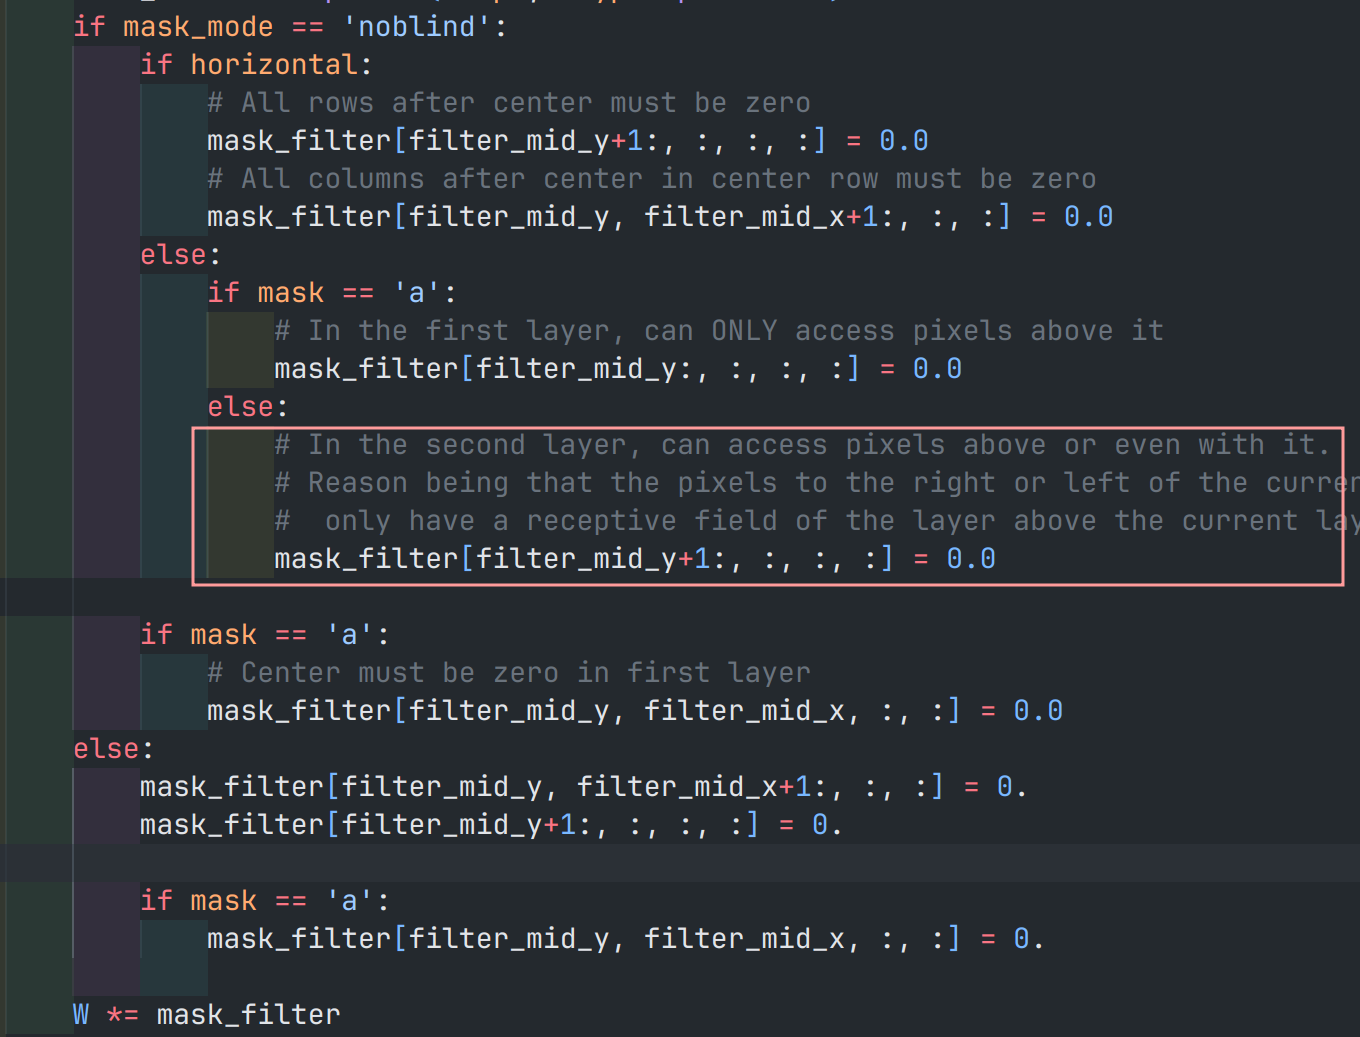 if mask_mode == 'noblind':
if horizontal:
# All rows after center must be zero
mask_filter[filter_mid_y+1:, :, :, :] = 0.0
# All columns after center in center row must be zero
mask_filter[filter_mid_y, filter_mid_x+1:, :, :] = 0.0
else:
if mask == 'a':
# In the first layer, can ONLY access pixels above it
mask_filter[filter_mid_y:, :, :, :] = 0.0
else:
# In the second layer, can access pixels above or even with it.
# Reason being that the pixels to the right or left of the
#  only have a receptive field of the layer above the current
mask_filter[filter_mid_y+1:, :, :, :] = 0.0
if mask == 'a':
# Center must be zero in first layer
mask_filter[filter_mid_y, filter_mid_x, :, :] = 0.0
else:
mask_filter[filter_mid_y, filter_mid_x+1:, :, :] = 0.
mask_filter[filter_mid_y+1:, :, :, :] = 0.
if mask == 'a':
mask_filter[filter_mid_y, filter_mid_x, :, :] = 0.
W *= mask_filter